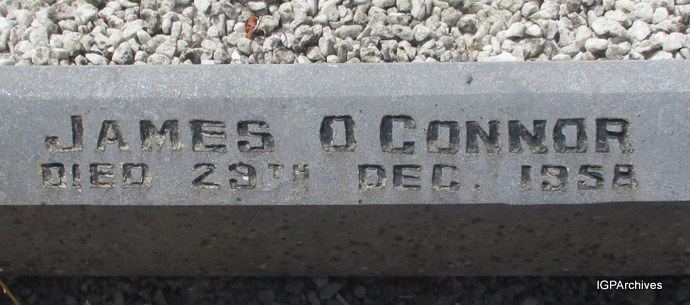 JAMES O CONNOR
DIED 29TH DEC. 1958
IGPArchives